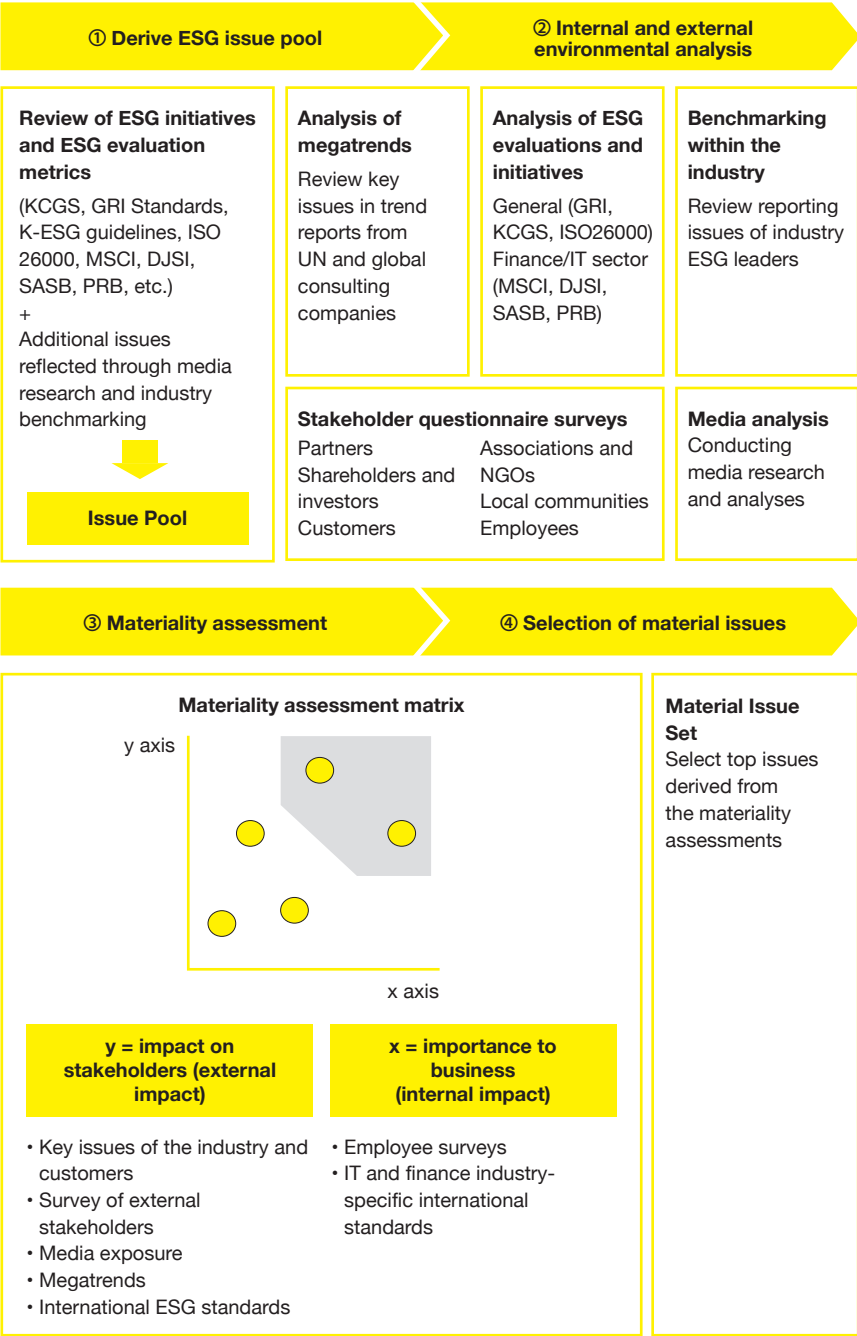 ① Derive ESG issue pool
② Internal and external
environmental analysis
Review of ESG initiatives
and ESG evaluation
metrics
(KCGS, GRI Standards,
K-ESG guidelines, ISO
26000, MSCI, DJSI,
SASB, PRB, etc.)
+
Additional issues
reflected through media
research and industry
benchmarking
Issue Pool
Analysis of
megatrends
Review key
issues in trend
reports from
UN and global
consulting
companies
Analysis of ESG
evaluations and
initiatives
General (GRI,
KCGS, ISO26000)
Finance/IT sector
(MSCI, DJSI,
SASB, PRB)
Benchmarking
within the
industry
Review reporting
issues of industry
ESG leaders
Stakeholder questionnaire surveys
Partners
Shareholders and
investors
Customers
Associations and
NGOs
Local communities
Employees
Media analysis
Conducting
media research
and analyses
③ Materiality assessment
④ Selection of material issues
Materiality assessment matrix
y axis
x axis
y = impact on
stakeholders (external
impact)
• Key issues of the industry and
customers
• Survey of external
stakeholders
• Media exposure
• Megatrends
• International ESG standards
x = importance to
business
(internal impact)
• Employee surveys
• IT and finance industry-
specific international
standards
Material Issue
Set
Select top issues
derived from
the materiality
assessments